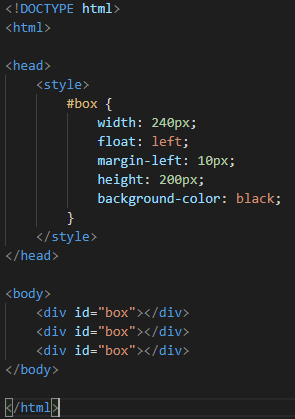 <!DOCTYPE html>
<html>
<head>
<style>
#box {
width: 240px;
float: left;
margin-left: 10px;
height: 200px;
background-color: black;
}
</style>
</head>
<body>
<div id="box"></div>
<div id="box"></div>
<div id="box"></div>
</body>
</html>